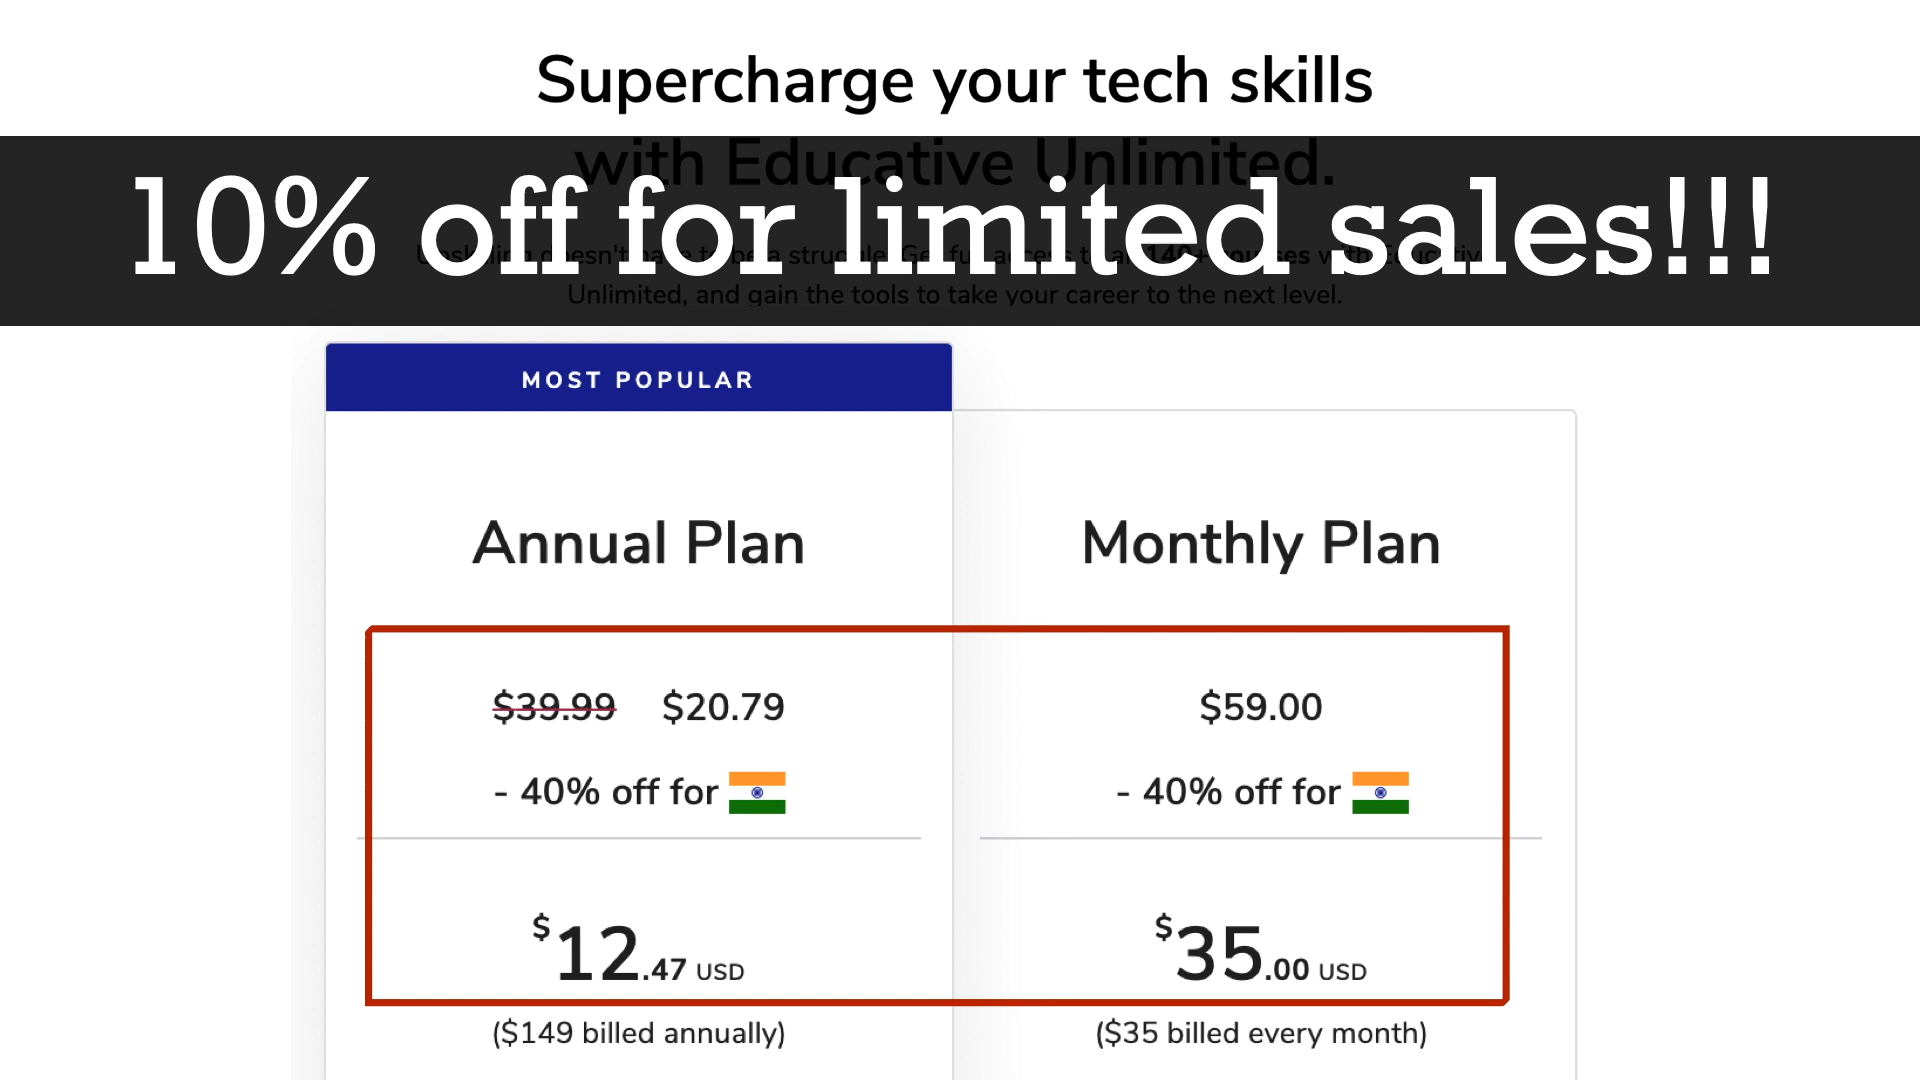 Supercharge your tech skills
with Educative Unlimited.
10% off for limited sales!!!
Unlimited, and gain the tools to take your career to the next level.
MOST POPULAR
Annual Plan
Monthly Plan
$39.99 $20.79
$59.00
- 40% off for
- 40% off for
$12.47 USD
$35.00 USD
($149 billed annually)
($35 billed every month)